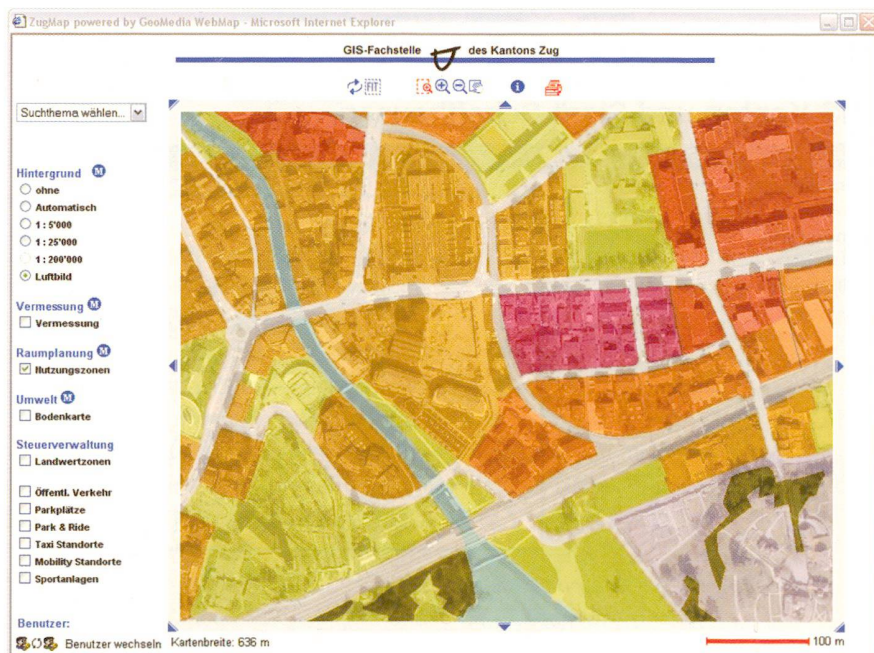 ZugMap powered by GeoMedia WebMap - Microsoft Internet Explorer
GIS-Fachstelle des Kantons Zug
FIT
Suchthema wählen...
Hintergrund M
ohne
Automatisch
1 : 5'000
1 : 25'000
1 : 200'000
Luftbild
Vermessung M
Vermessung
Raumplanung M
Nutzungszonen
Umwelt M
Bodenkarte
Steuerverwaltung
Landwertzonen
Öffentl. Verkehr
Parkplätze
Park & Ride
Taxi Standorte
Mobility Standorte
Sportanlagen
Benutzer:
Benutzer wechseln
Kartenbreite: 636 m
100 m